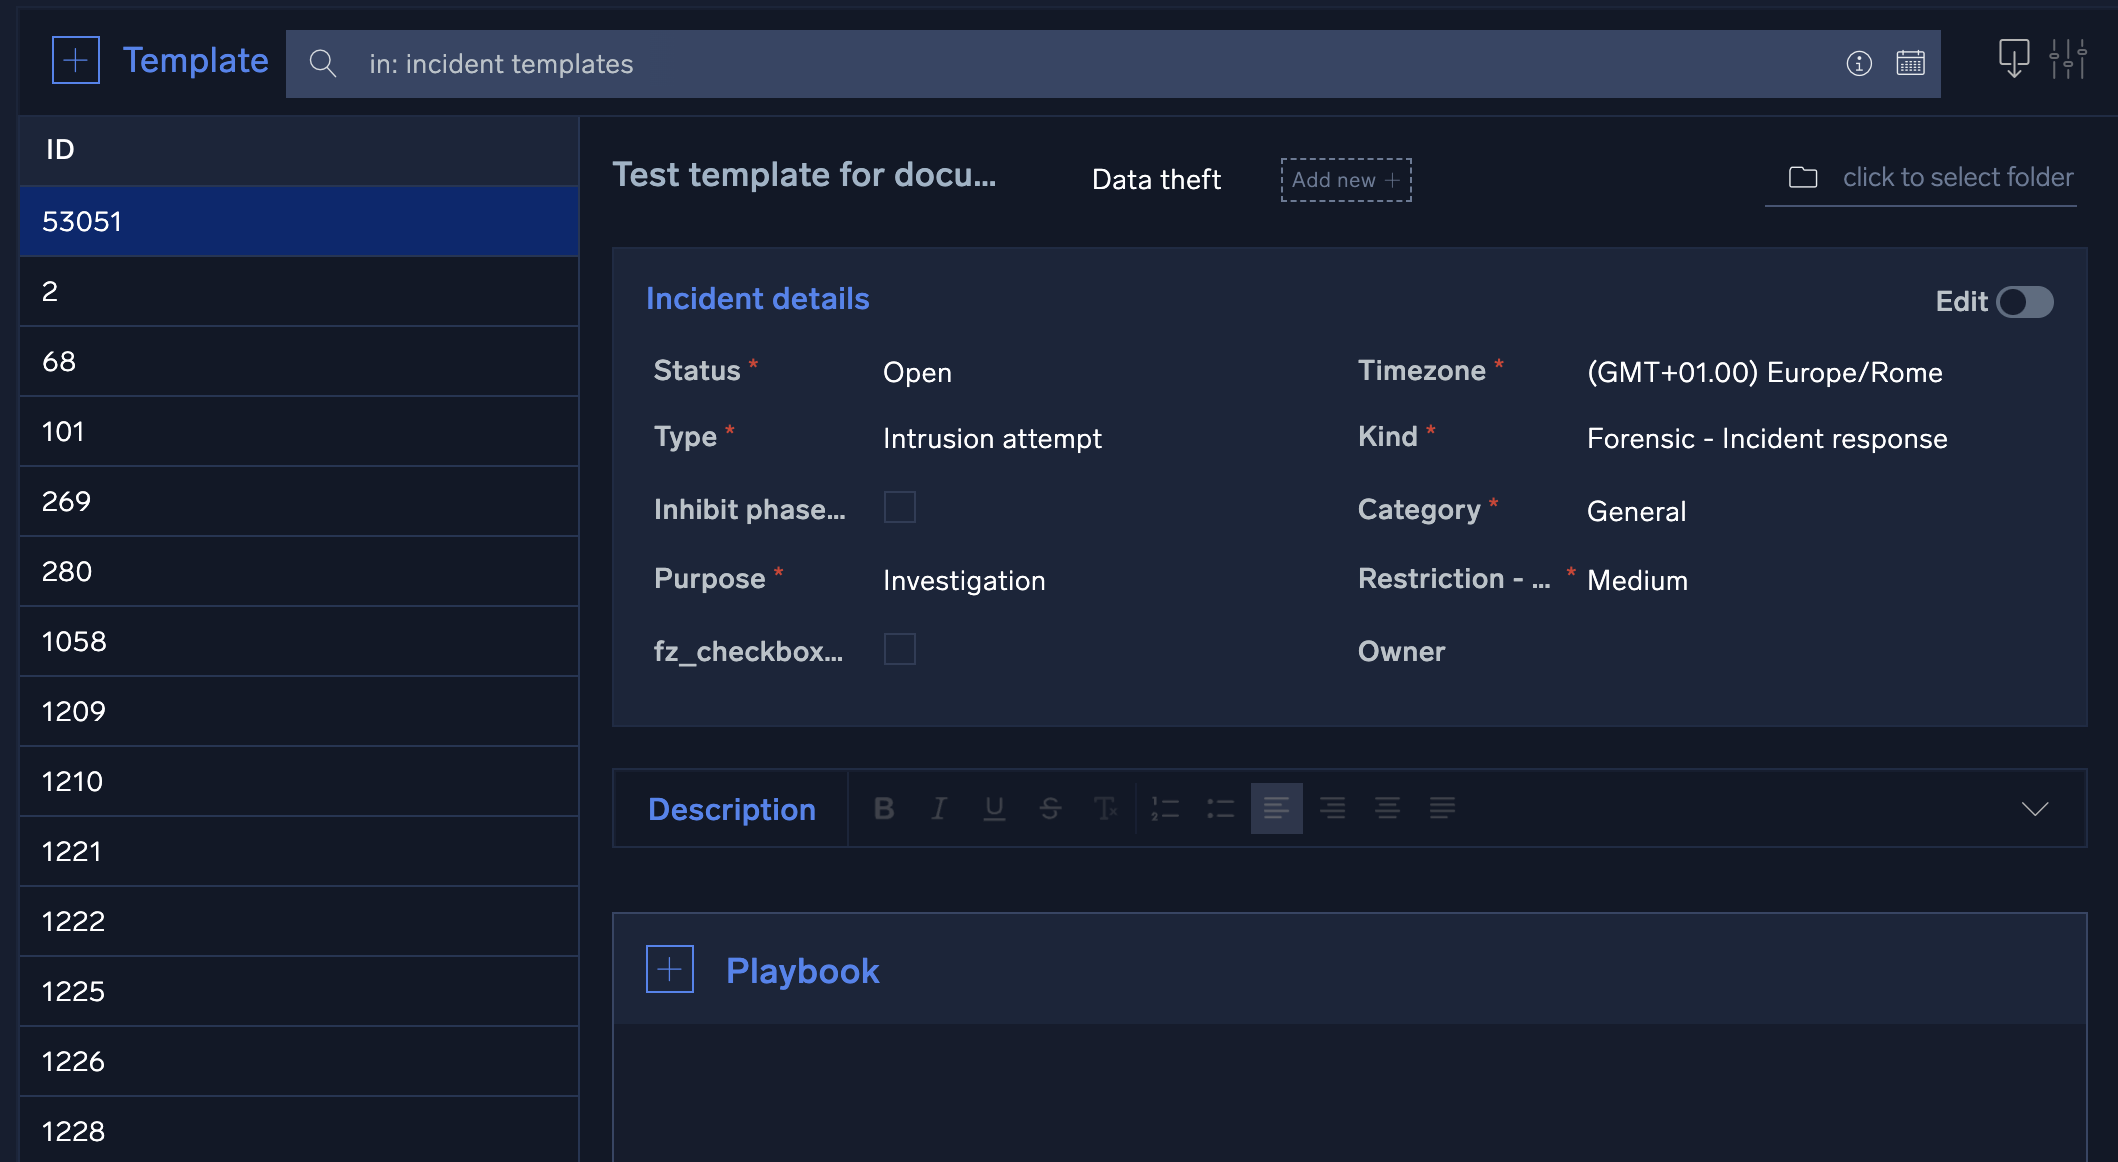 Template
in: incident templates
ID
53051
2
68
101
269
280
1058
1209
1210
1221
1222
1225
1226
1228
Test template for docu...
Data theft
Add new +
click to select folder
Incident details
Edit
Status * Open
Timezone * (GMT+01.00) Europe/Rome
Type * Intrusion attempt
Kind * Forensic - Incident response
Inhibit phase...
Category * General
Purpose * Investigation
Restriction - ... * Medium
fz_checkbox...
Owner
Description
Playbook